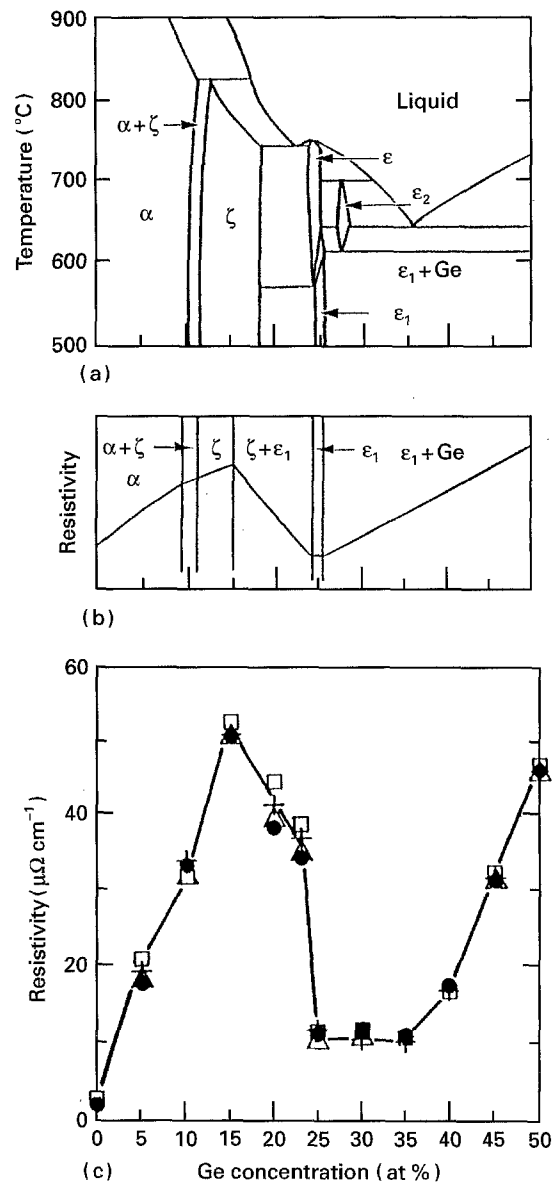 900
800
700
600
500
Temperature (°C)
Liquid
α+ζ
ε
ε₂
α
ζ
ε₁+Ge
ε₁
(a)
Resistivity
α+ζ
ζ
ζ+ε₁
ε₁
ε₁+Ge
α
(b)
60
40
20
0
Resistivity (μΩ cm⁻¹)
0 5 10 15 20 25 30 35 40 45 50
(c)
Ge concentration (at %)